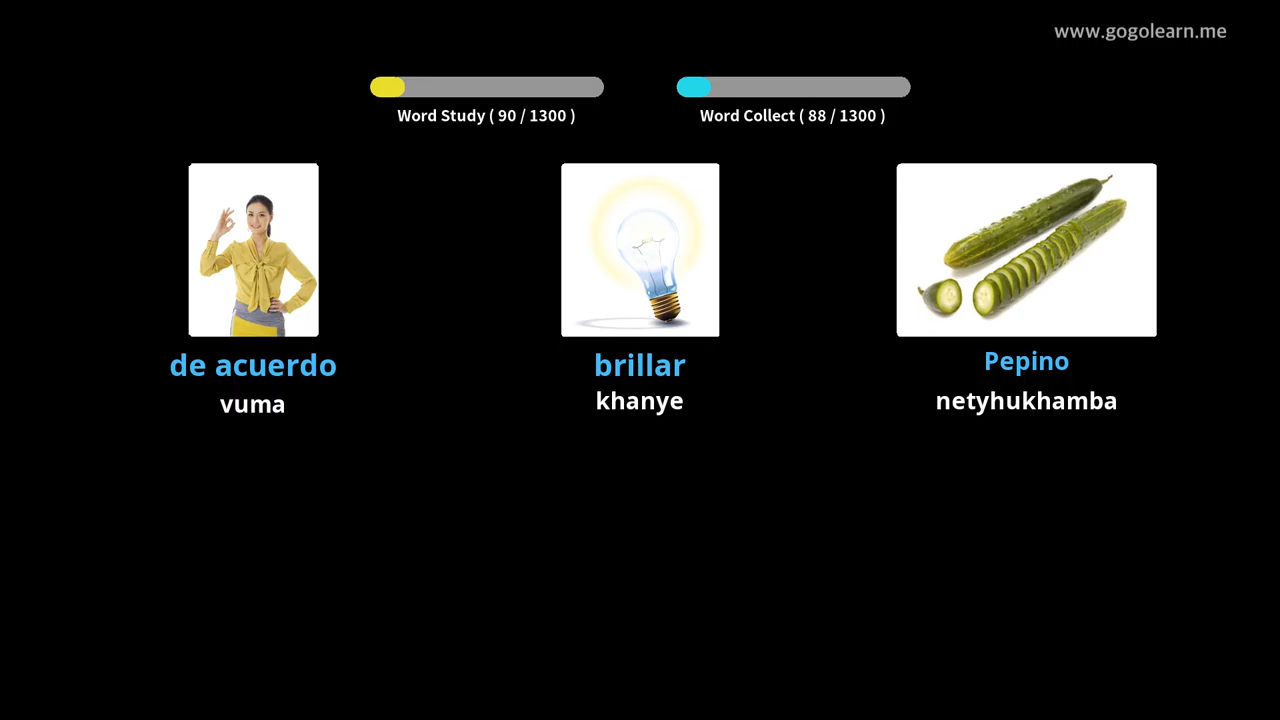 www.gogolearn.me
Word Study ( 90 / 1300 )
Word Collect ( 88 / 1300 )
de acuerdo
vuma
brillar
khanye
Pepino
netyhukhamba